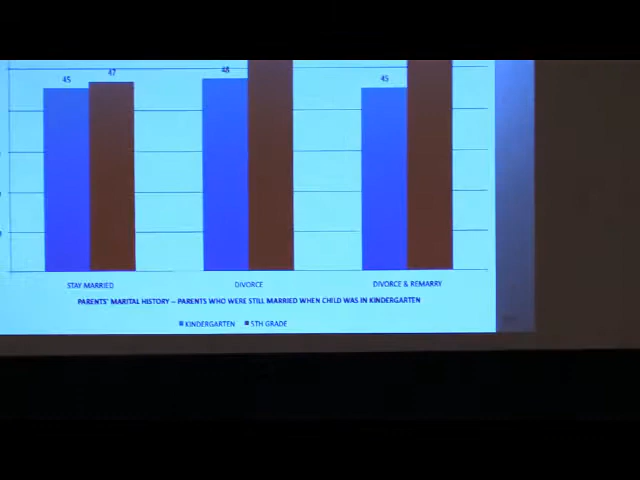 45 47 48 45
STAY MARRIED DIVORCE DIVORCE & REMARRY
PARENTS' MARITAL HISTORY – PARENTS WHO WERE STILL MARRIED WHEN CHILD WAS IN KINDERGARTEN
KINDERGARTEN 5TH GRADE